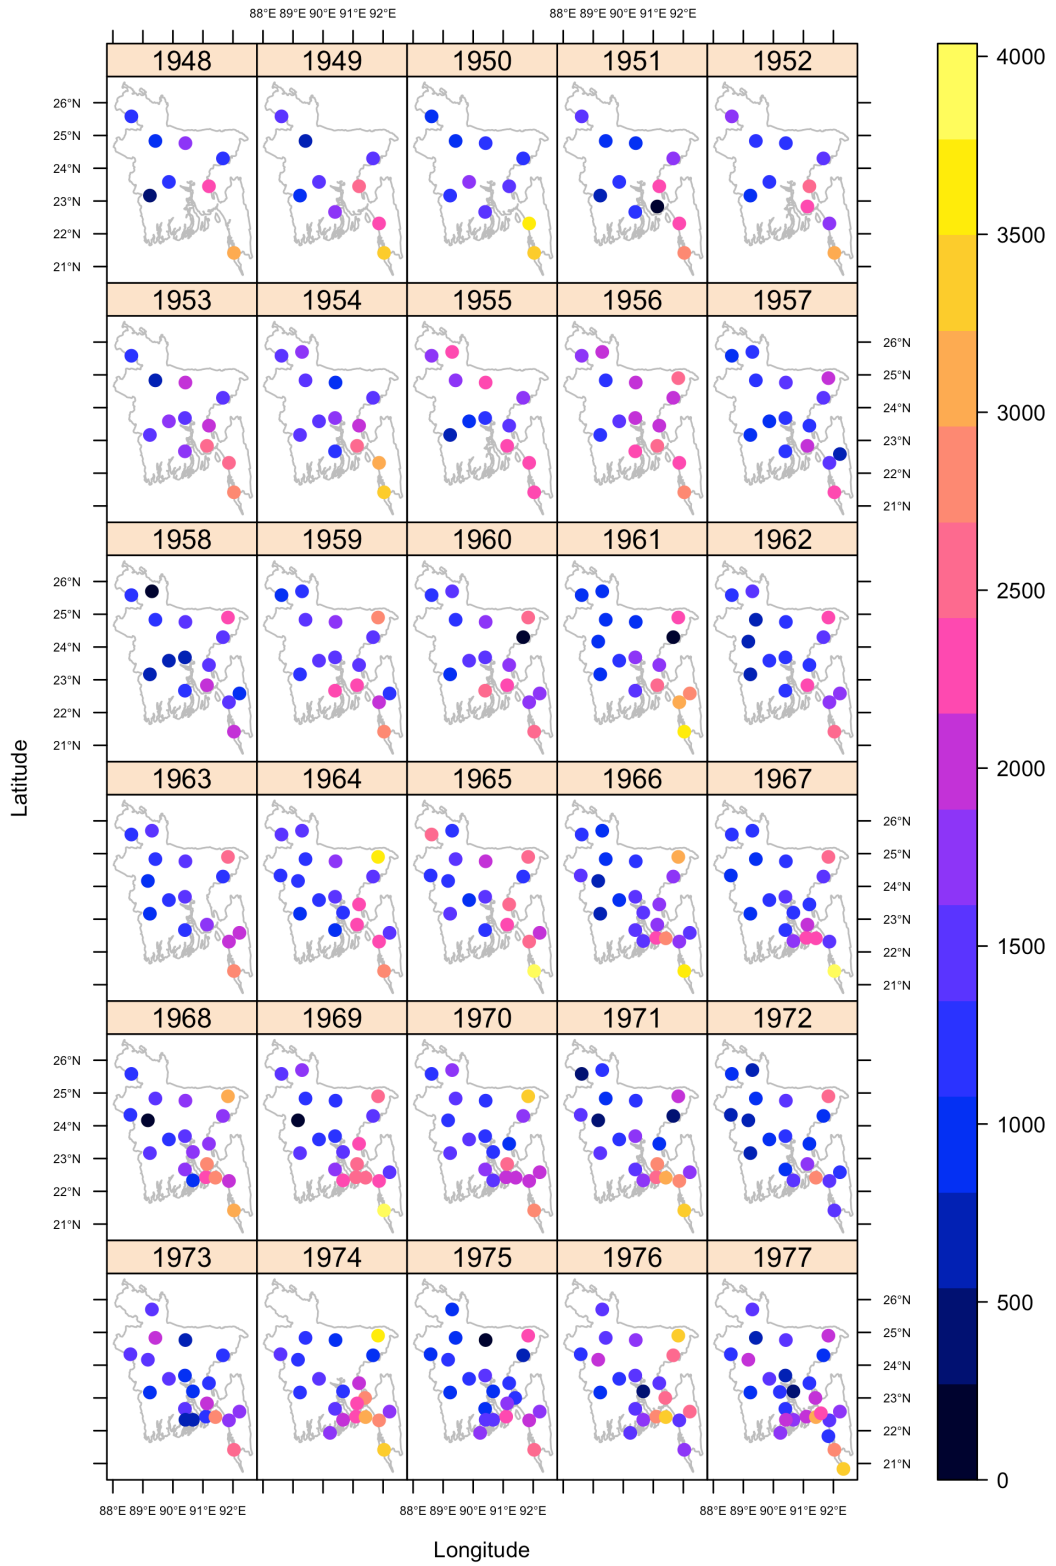 88°E 89°E 90°E 91°E 92°E 88°E 89°E 90°E 91°E 92°E
1948 1949 1950 1951 1952
4000
26°N
25°N
24°N
23°N
22°N
21°N
3500
1953 1954 1955 1956 1957
26°N
25°N
24°N
23°N
22°N
21°N
3000
1958 1959 1960 1961 1962
26°N
25°N
24°N
23°N
22°N
21°N
2500
Latitude
1963 1964 1965 1966 1967
2000
26°N
25°N
24°N
23°N
22°N
21°N
1500
1968 1969 1970 1971 1972
26°N
25°N
24°N
23°N
22°N
21°N
1000
1973 1974 1975 1976 1977
500
26°N
25°N
24°N
23°N
22°N
21°N
0
88°E 89°E 90°E 91°E 92°E 88°E 89°E 90°E 91°E 92°E 88°E 89°E 90°E 91°E 92°E
Longitude